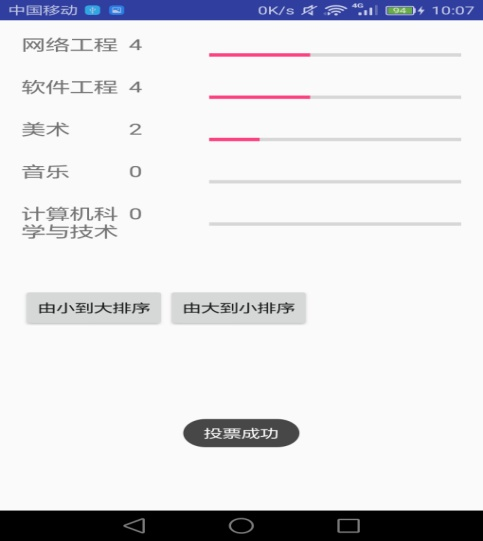 中国移动 0K/s 4G 94 10:07
网络工程 4
软件工程 4
美术 2
音乐 0
计算机科 0
学与技术
由小到大排序 由大到小排序
投票成功